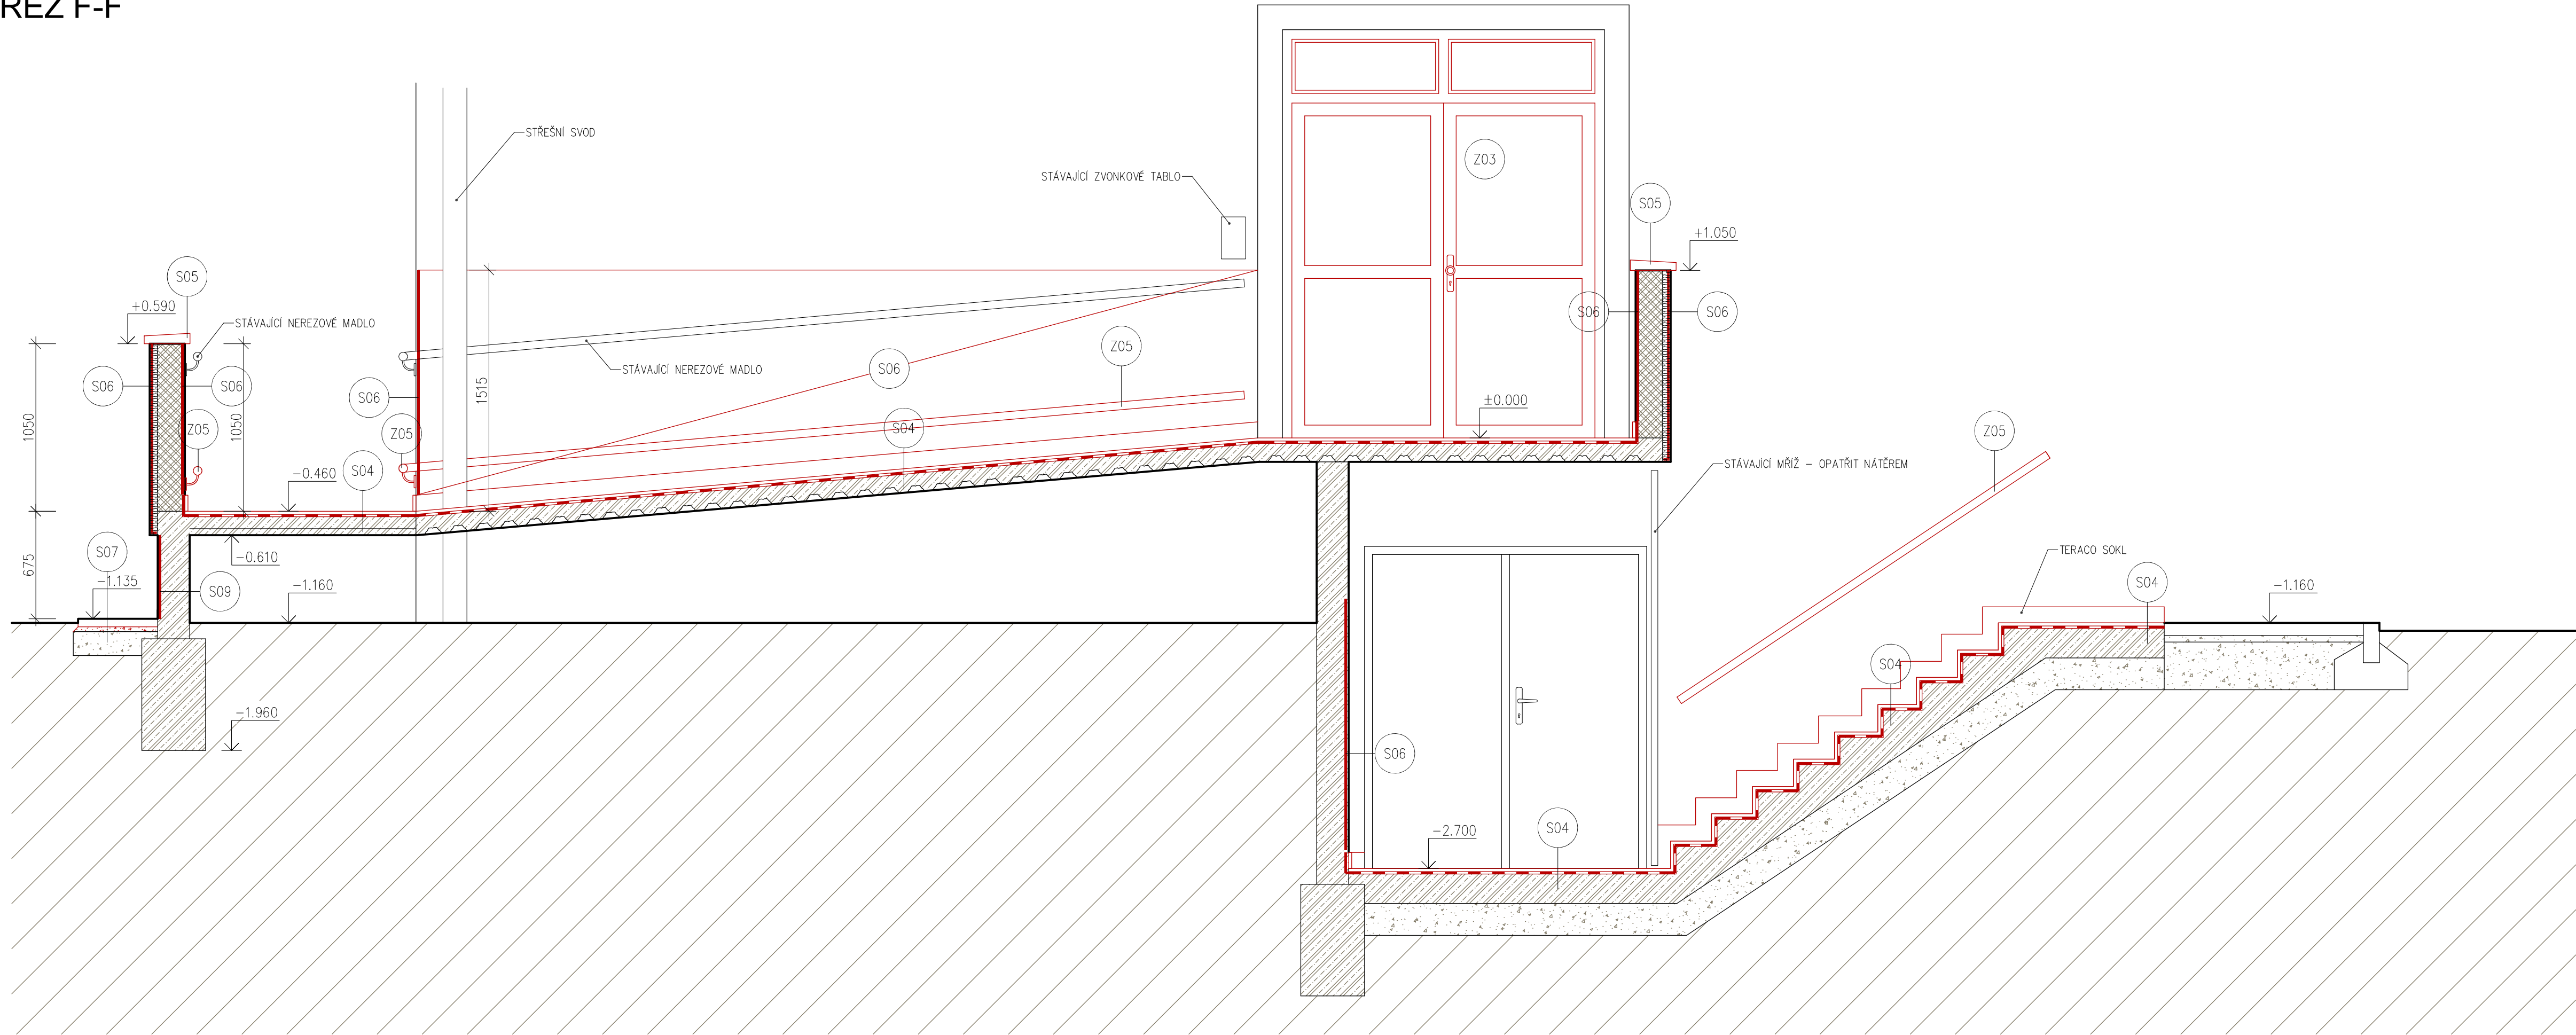 ŘEZ F-F
STŘEŠNÍ SVOD
STÁVAJÍCÍ ZVONKOVÉ TABLO
Z03
S05
+1.050
S05
+0.590
STÁVAJÍCÍ NEREZOVÉ MADLO
STÁVAJÍCÍ NEREZOVÉ MADLO
S06
S06
S06
S06
S06
Z05
S06
1515
1050
1050
Z05
Z05
S04
±0.000
Z05
-0.460
S04
STÁVAJÍCÍ MŘÍŽ - OPATŘIT NÁTĚREM
675
S07
-0.610
-1.135
-1.160
S09
TERACO SOKL
S04
-1.160
S04
-1.960
S06
-2.700
S04